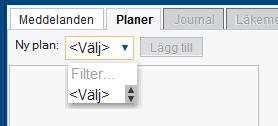 Meddelanden Planer Journal Läkeme
Ny plan: <Välj> Lägg till
Filter...
<Välj>